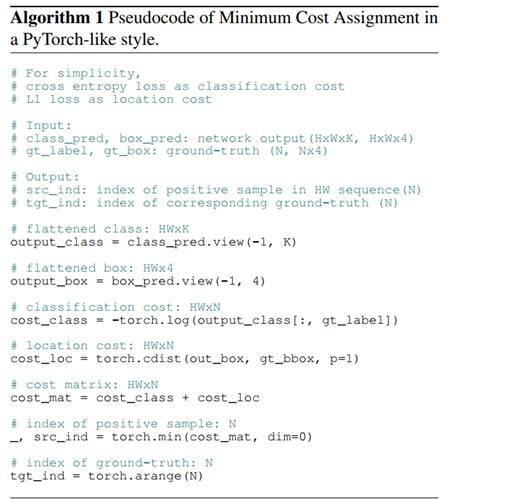 Algorithm 1 Pseudocode of Minimum Cost Assignment in
a PyTorch-like style.
# For simplicity,
# cross entropy loss as classification cost
# L1 loss as location cost
# Input:
# class_pred, box_pred: network output(HxWxK, HxWx4)
# gt_label, gt_box: ground-truth (N, Nx4)
# Output:
# src_ind: index of positive sample in HW sequence(N)
# tgt_ind: index of corresponding ground-truth (N)
# flattened class: HWxK
output_class = class_pred.view(-1, K)
# flattened box: HWx4
output_box = box_pred.view(-1, 4)
# classification cost: HWxN
cost_class = -torch.log(output_class[:, gt_label])
# location cost: HWxN
cost_loc = torch.cdist(out_box, gt_bbox, p=1)
# cost matrix: HWxN
cost_mat = cost_class + cost_loc
# index of positive sample: N
_, src_ind = torch.min(cost_mat, dim=0)
# index of ground-truth: N
tgt_ind = torch.arange(N)